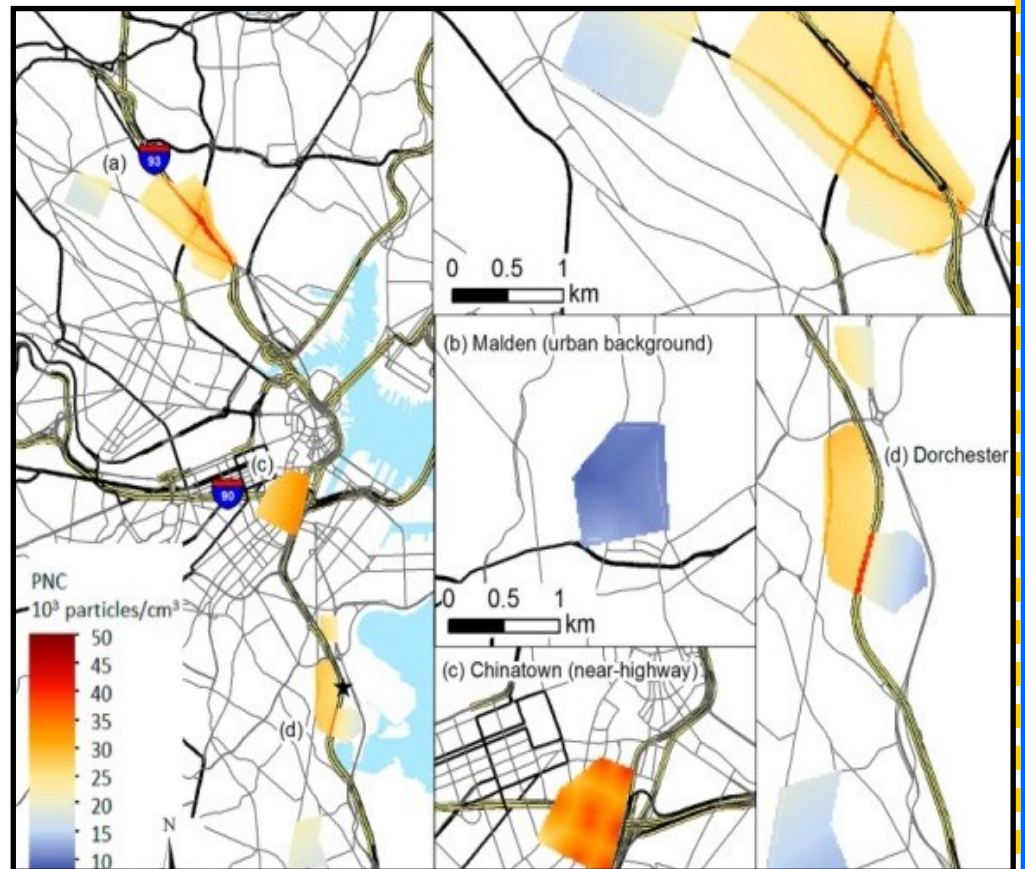 (a)
93
(c)
90
PNC
10³ particles/cm³
50
45
40
35
30
25
20
15
10
N
(d)
0 0.5 1
km
(b) Malden (urban background)
0 0.5 1
km
(c) Chinatown (near-highway)
(d) Dorchester